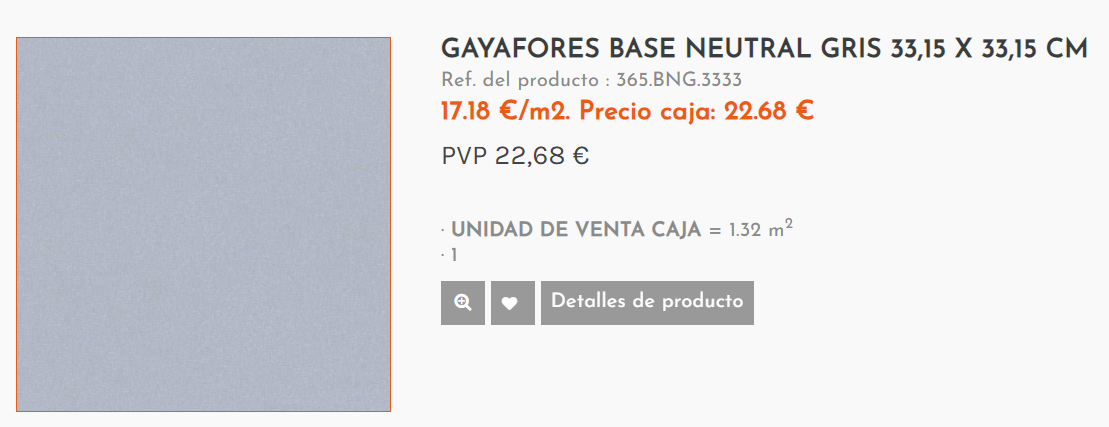 GAYAFORES BASE NEUTRAL GRIS 33,15 X 33,15 CM
Ref. del producto : 365.BNG.3333
17.18 €/m2. Precio caja: 22.68 €
PVP 22,68 €
· UNIDAD DE VENTA CAJA = 1.32 m²
· 1
Detalles de producto